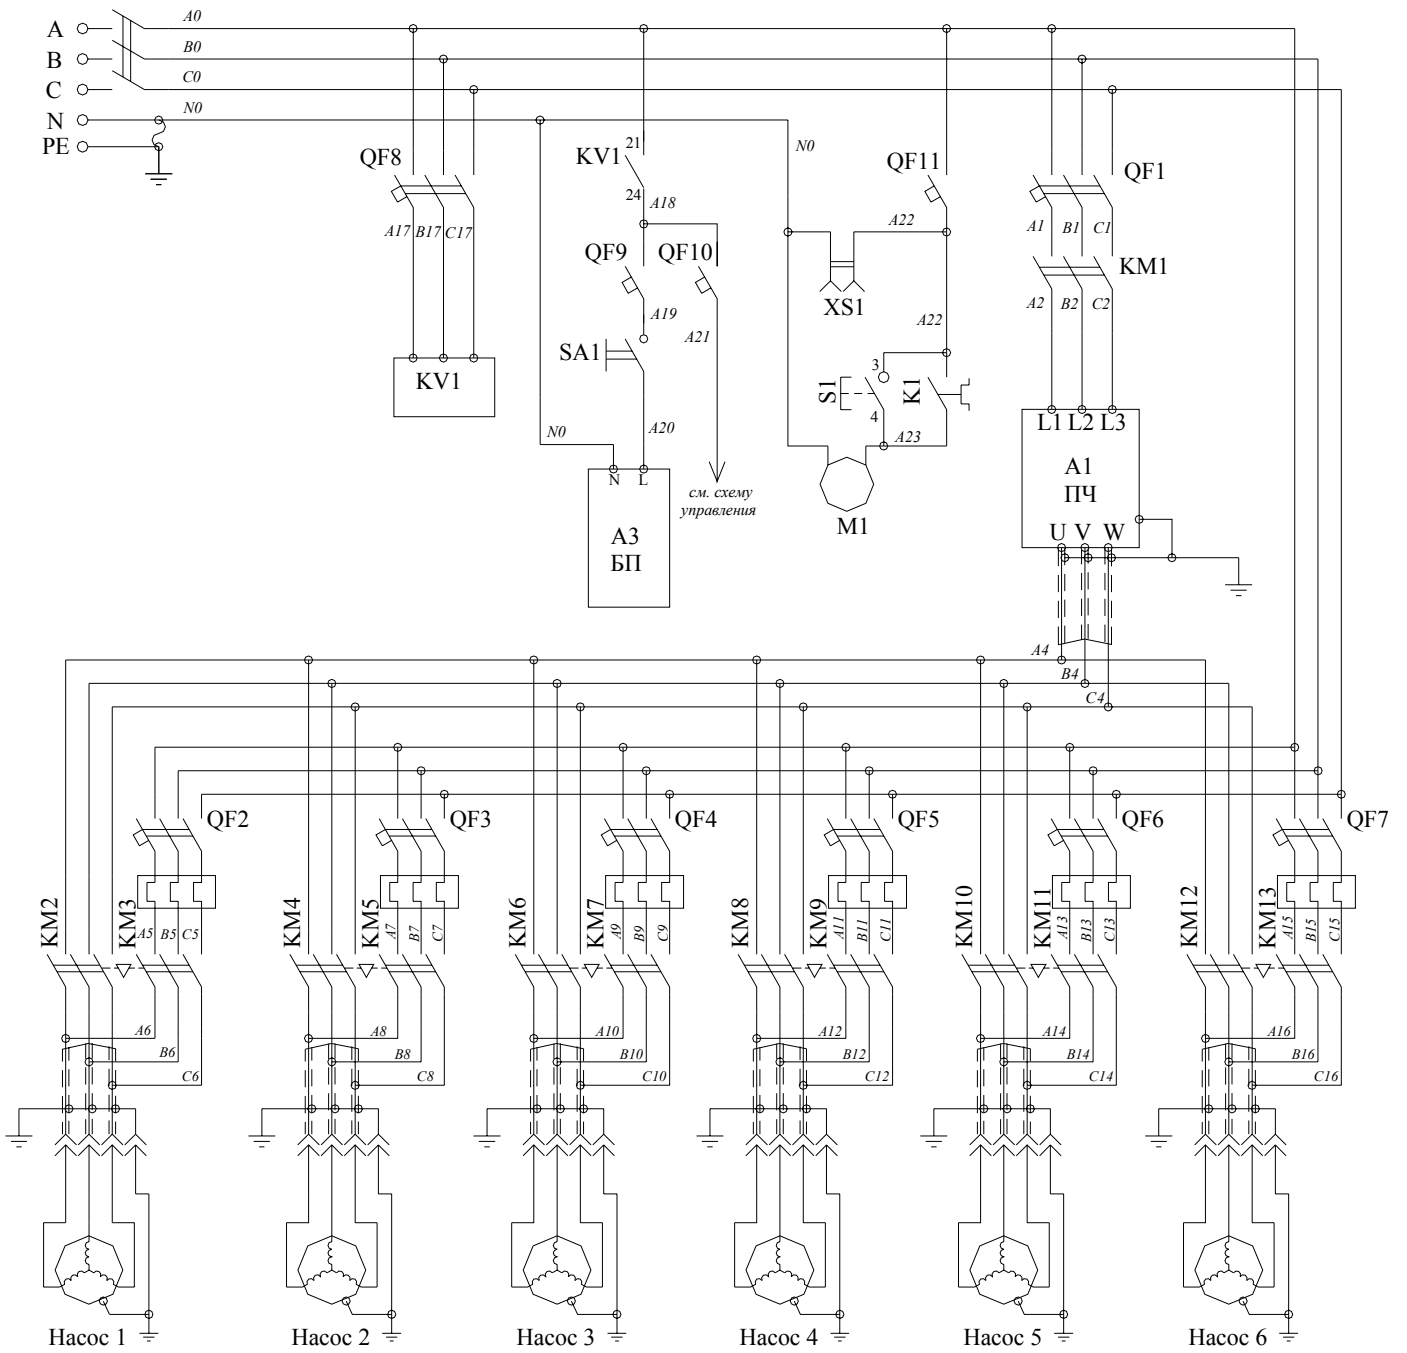 A
A0
B
B0
C
C0
N
N0
PE
QF8
KV1
21
24
A18
N0
QF11
QF1
A17
B17
C17
QF9
QF10
A22
A1
B1
C1
KM1
XS1
A19
A21
A22
A2
B2
C2
SA1
KV1
3
S1
4
K1
L1
L2
L3
A20
N0
A23
N
L
A1
ПЧ
см. схему
управления
M1
U
V
W
A3
БП
A4
B4
C4
QF2
QF3
QF4
QF5
QF6
QF7
KM2
KM3
KM4
KM5
KM6
KM7
KM8
KM9
KM10
KM11
KM12
KM13
A5
B5
C5
A7
B7
C7
A9
B9
C9
A11
B11
C11
A13
B13
C13
A15
B15
C15
A6
A8
A10
A12
A14
A16
B6
B8
B10
B12
B14
B16
C6
C8
C10
C12
C14
C16
Насос 1
Насос 2
Насос 3
Насос 4
Насос 5
Насос 6